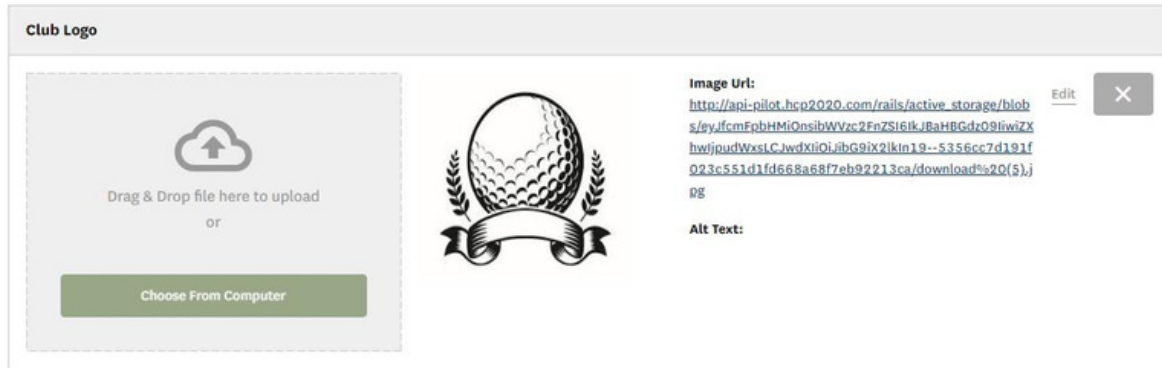 Club Logo
Drag & Drop file here to upload
or
Choose From Computer
Image Url:
http://api-pilot.hcp2020.com/rails/active_storage/blob
s/eyJfcmFpbHMiOnsibWVzc2FnZSI6IkJBaHBGdz09IiwiZX
hwIjpudWxsLCJwdXIiOiJibG9iX2lkIn19--5356cc7d191f
023c551d1fd668a68f7eb92213ca/download%20(5).j
pg
Alt Text:
Edit